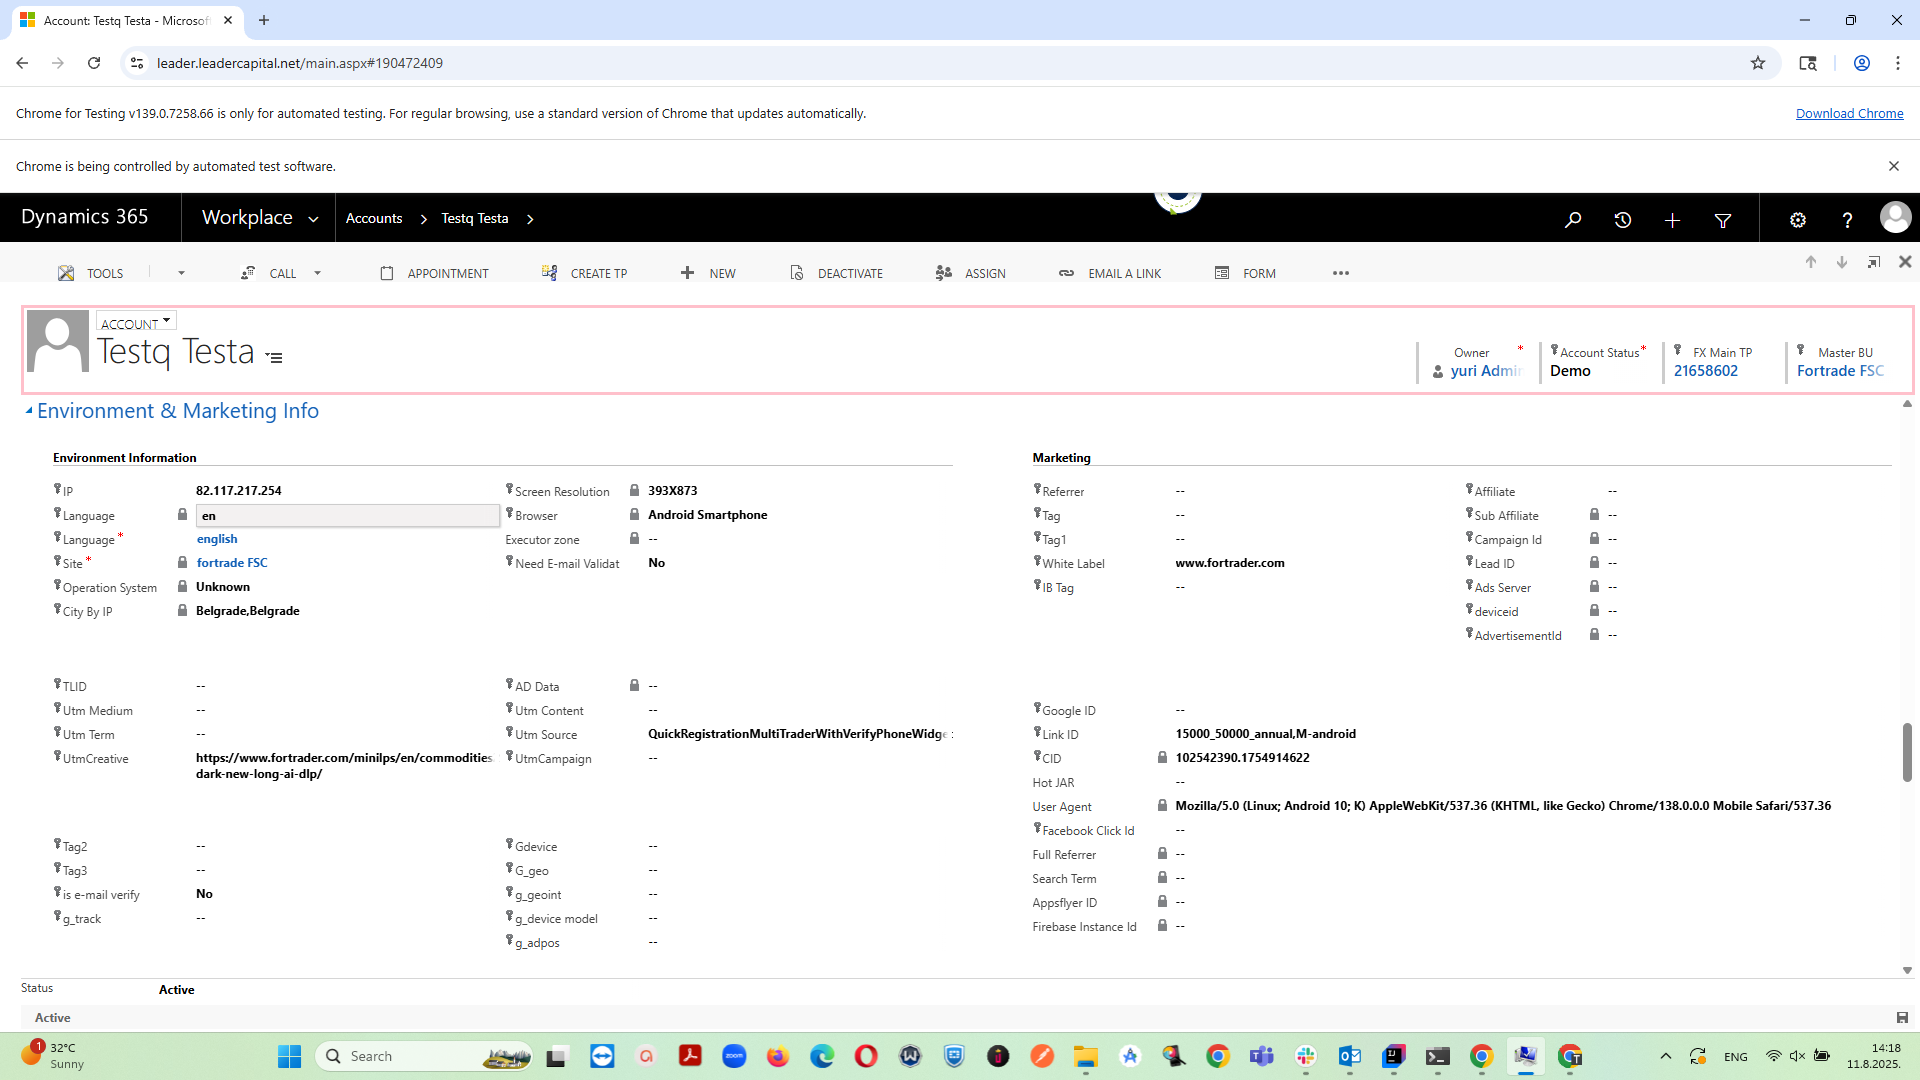 Account: Testq Testa - Microsof
leader.leadercapital.net/main.aspx#190472409
Chrome for Testing v139.0.7258.66 is only for automated testing. For regular browsing, use a standard version of Chrome that updates automatically.
Download Chrome
Chrome is being controlled by automated test software.
Dynamics 365
Workplace
Accounts
Testq Testa
TOOLS
CALL
APPOINTMENT
CREATE TP
NEW
DEACTIVATE
ASSIGN
EMAIL A LINK
FORM
ACCOUNT
Testq Testa
Owner *
yuri Admi
Account Status *
Demo
FX Main TP
21658602
Master BU
Fortrade FSC
Environment & Marketing Info
Environment Information
IP 82.117.217.254
Language en
Language * english
Site * fortrade FSC
Operation System Unknown
City By IP Belgrade,Belgrade
Screen Resolution 393X873
Browser Android Smartphone
Executor zone --
Need E-mail Validat No
Marketing
Referrer --
Tag --
Tag1 --
White Label www.fortrader.com
IB Tag --
Affiliate --
Sub Affiliate --
Campaign Id --
Lead ID --
Ads Server --
deviceid --
AdvertisementId --
TLID --
Utm Medium --
Utm Term --
UtmCreative https://www.fortrader.com/minilps/en/commodities
dark-new-long-ai-dlp/
AD Data --
Utm Content --
Utm Source QuickRegistrationMultiTraderWithVerifyPhoneWidge
UtmCampaign --
Google ID --
Link ID 15000_50000_annual,M-android
CID 102542390.1754914622
Hot JAR --
User Agent Mozilla/5.0 (Linux; Android 10; K) AppleWebKit/537.36 (KHTML, like Gecko) Chrome/138.0.0.0 Mobile Safari/537.36
Facebook Click Id --
Full Referrer --
Search Term --
Appsflyer ID --
Firebase Instance Id --
Tag2 --
Tag3 --
is e-mail verify No
g_track --
Gdevice --
G_geo --
g_geoint --
g_device model --
g_adpos --
Status Active
Active
1
32°C
Sunny
Search
zoom
ENG
14:18
11.8.2025.